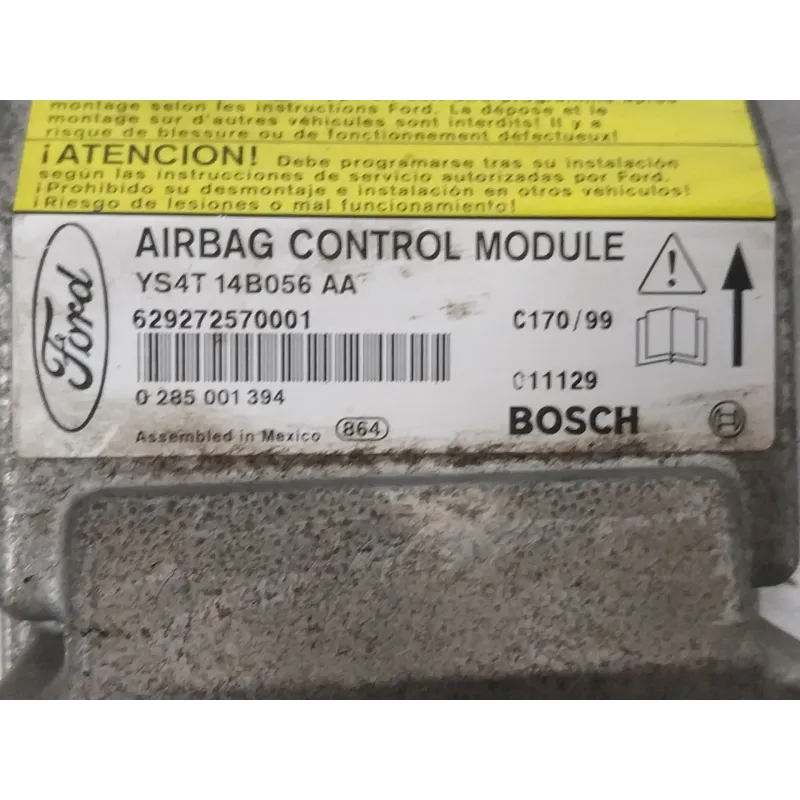 montage selon les instructions Ford. La dépose et le
montage sur d'autres véhicules sont interdits! Il y a
risque de blessure ou de fonctionnement défectueux!
¡ATENCION! Debe programarse tras su instalación
según las instrucciones de servicio autorizadas por Ford.
¡Prohibido su desmontaje e instalación en otros vehículos!
¡Riesgo de lesiones o mal funcionamiento!
Ford
AIRBAG CONTROL MODULE
YS4T 14B056 AA
629272570001
C170/99
0 285 001 394
011129
Assembled in Mexico
864
BOSCH